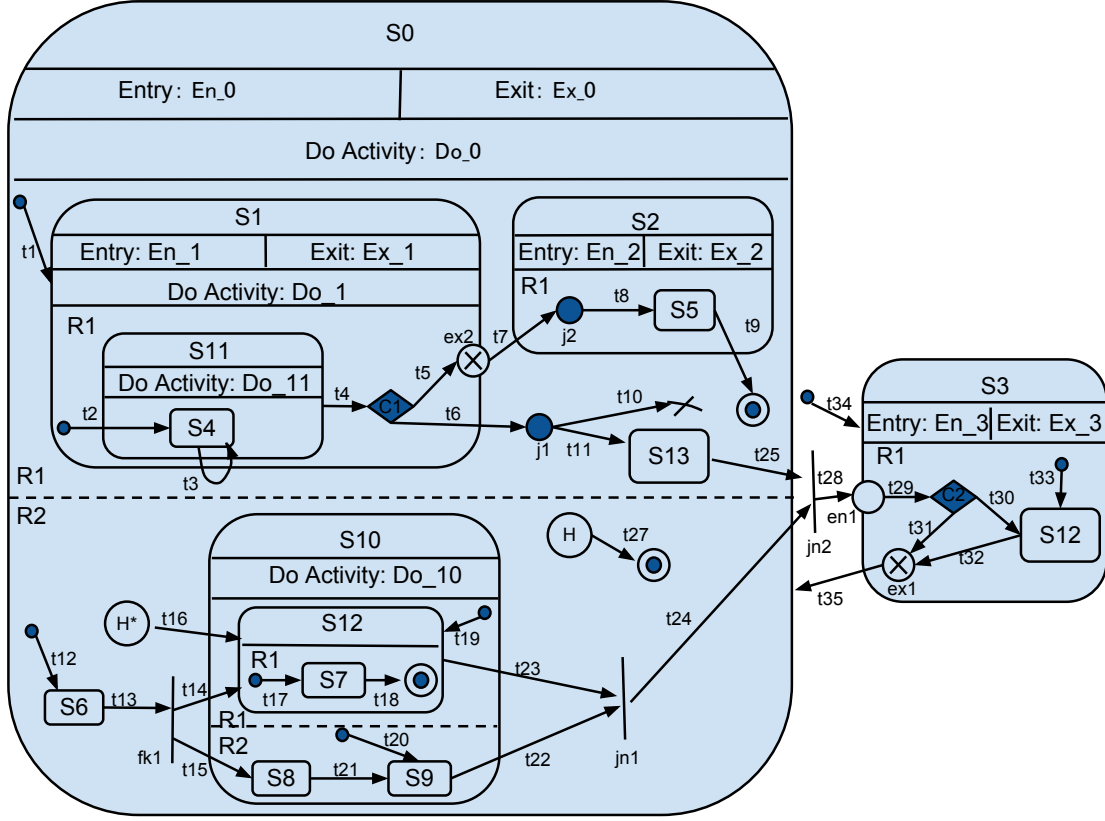 S0
Entry: En_0 Exit: Ex_0
Do Activity: Do_0
t1
S1
Entry: En_1 Exit: Ex_1
Do Activity: Do_1
R1
S11
Do Activity: Do_11
t2
S4
t3
t4
C1
t5
ex2
t6
t7
S2
Entry: En_2 Exit: Ex_2
R1
j2
t8
S5
t9
j1
t10
t11
S13
t25
R1
R2
H
t27
S10
Do Activity: Do_10
H*
t16
S12
t19
R1
t17
S7
t18
t12
S6
t13
fk1
t14
t15
R1
R2
t20
S8
t21
S9
t22
t23
jn1
t24
jn2
t28
t34
S3
Entry: En_3 Exit: Ex_3
R1
en1
t29
C2
t30
t33
t31
S12
t32
ex1
t35